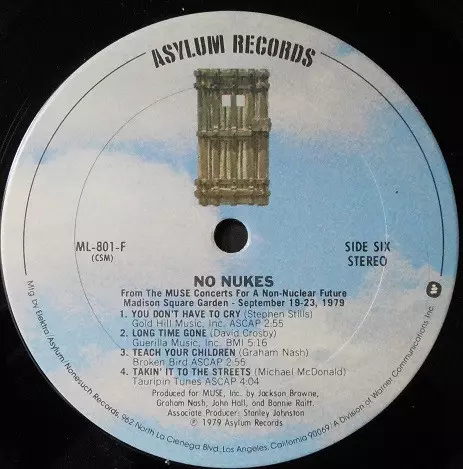 ASYLUM RECORDS
ML-801-F
(CSM)
SIDE SIX
STEREO
NO NUKES
From The MUSE Concerts For A Non-Nuclear Future
Madison Square Garden - September 19-23, 1979
1. YOU DON'T HAVE TO CRY (Stephen Stills)
Gold Hill Music, Inc. ASCAP 2:55
2. LONG TIME GONE (David Crosby)
Guerilla Music, Inc. BMI 5:16
3. TEACH YOUR CHILDREN (Graham Nash)
Broken Bird ASCAP 2:55
4. TAKIN' IT TO THE STREETS (Michael McDonald)
Tauripin Tunes ASCAP 4:04
Produced for MUSE, Inc. by Jackson Browne,
Graham Nash, John Hall, and Bonnie Raitt.
Associate Producer: Stanley Johnston
℗ 1979 Asylum Records
Mfg by Elektra/Asylum/Nonesuch Records, 962 North La Cienega Blvd., Los Angeles, California 90069/A Division of Warner Communications Inc.